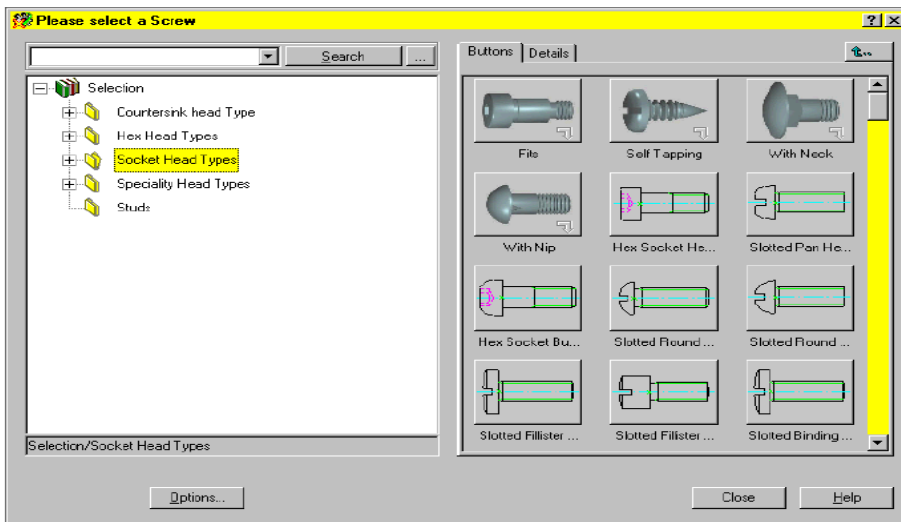 Please select a Screw
Search
...
Selection
Countersink head Type
Hex Head Types
Socket Head Types
Speciality Head Types
Studs
Selection/Socket Head Types
Options...
Buttons
Details
Fits
Self Tapping
With Neck
With Nip
Hex Socket He...
Slotted Pan He...
Hex Socket Bu...
Slotted Round ...
Slotted Round ...
Slotted Fillister ...
Slotted Fillister ...
Slotted Binding ...
Close
Help